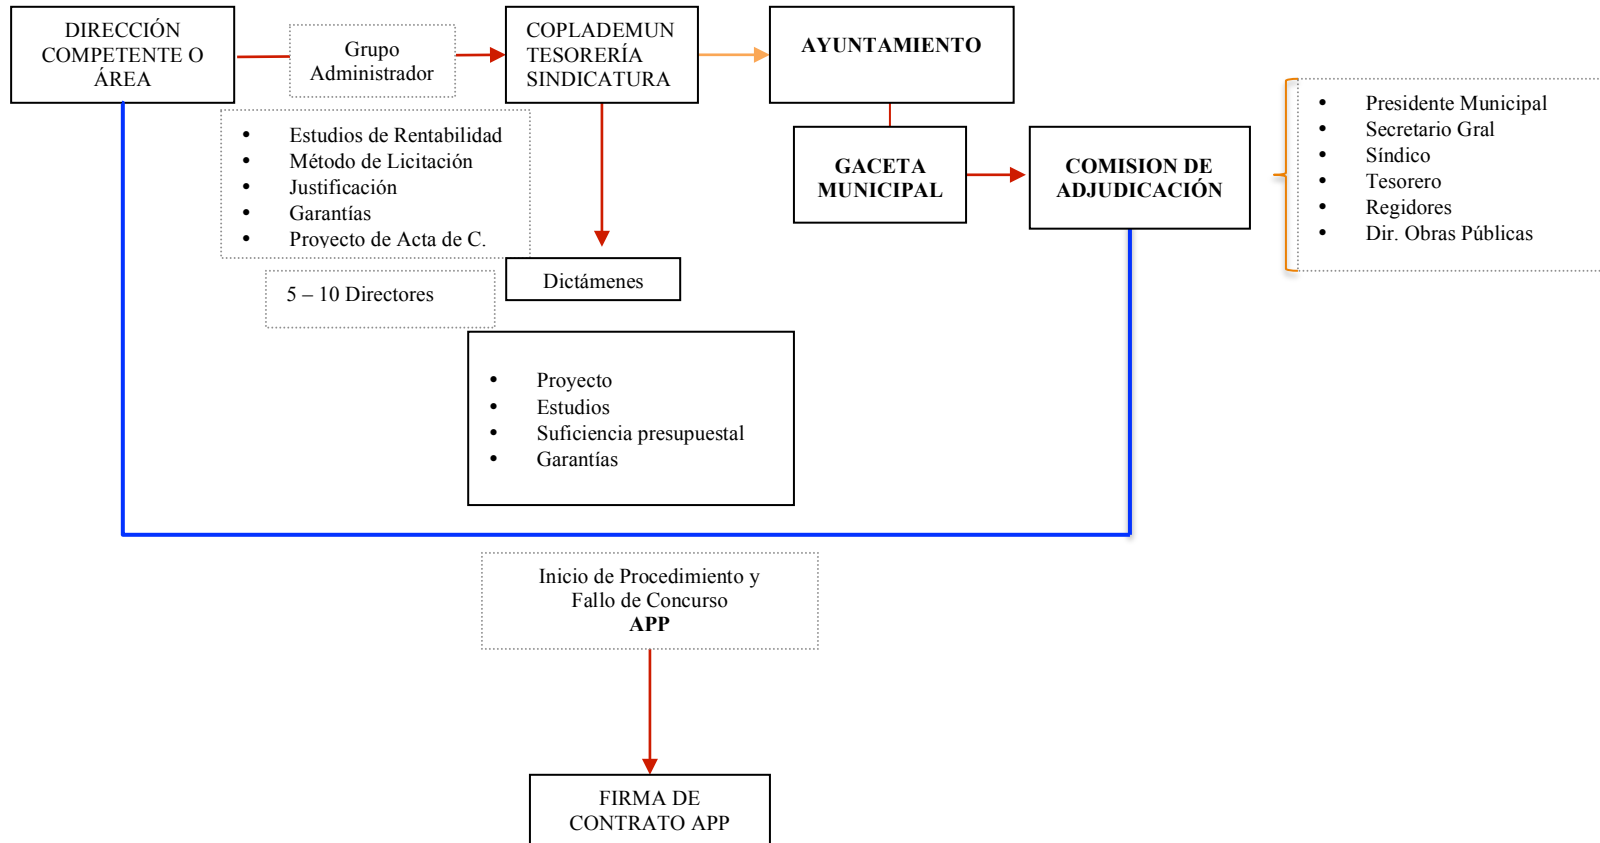 DIRECCIÓN
COMPETENTE O
ÁREA
Grupo
Administrador
COPLADEMUN
TESORERÍA
SINDICATURA
AYUNTAMIENTO
• Estudios de Rentabilidad
• Método de Licitación
• Justificación
• Garantías
• Proyecto de Acta de C.
GACETA
MUNICIPAL
COMISION DE
ADJUDICACIÓN
• Presidente Municipal
• Secretario Gral
• Síndico
• Tesorero
• Regidores
• Dir. Obras Públicas
5 – 10 Directores
Dictámenes
• Proyecto
• Estudios
• Suficiencia presupuestal
• Garantías
Inicio de Procedimiento y
Fallo de Concurso
APP
FIRMA DE
CONTRATO APP